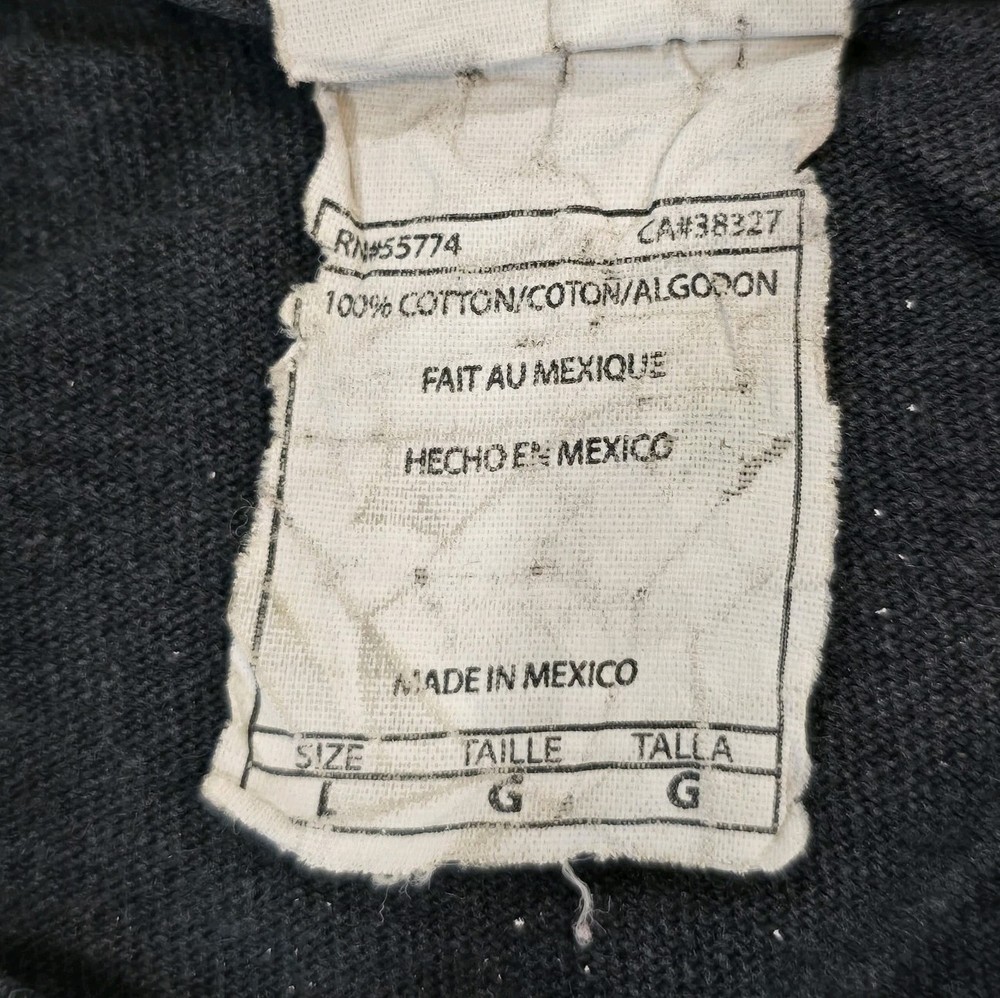 RN#55774 CA#38327
100% COTTON/COTON/ALGODON
FAIT AU MEXIQUE
HECHO EN MEXICO
MADE IN MEXICO
SIZE TAILLE TALLA
L G G